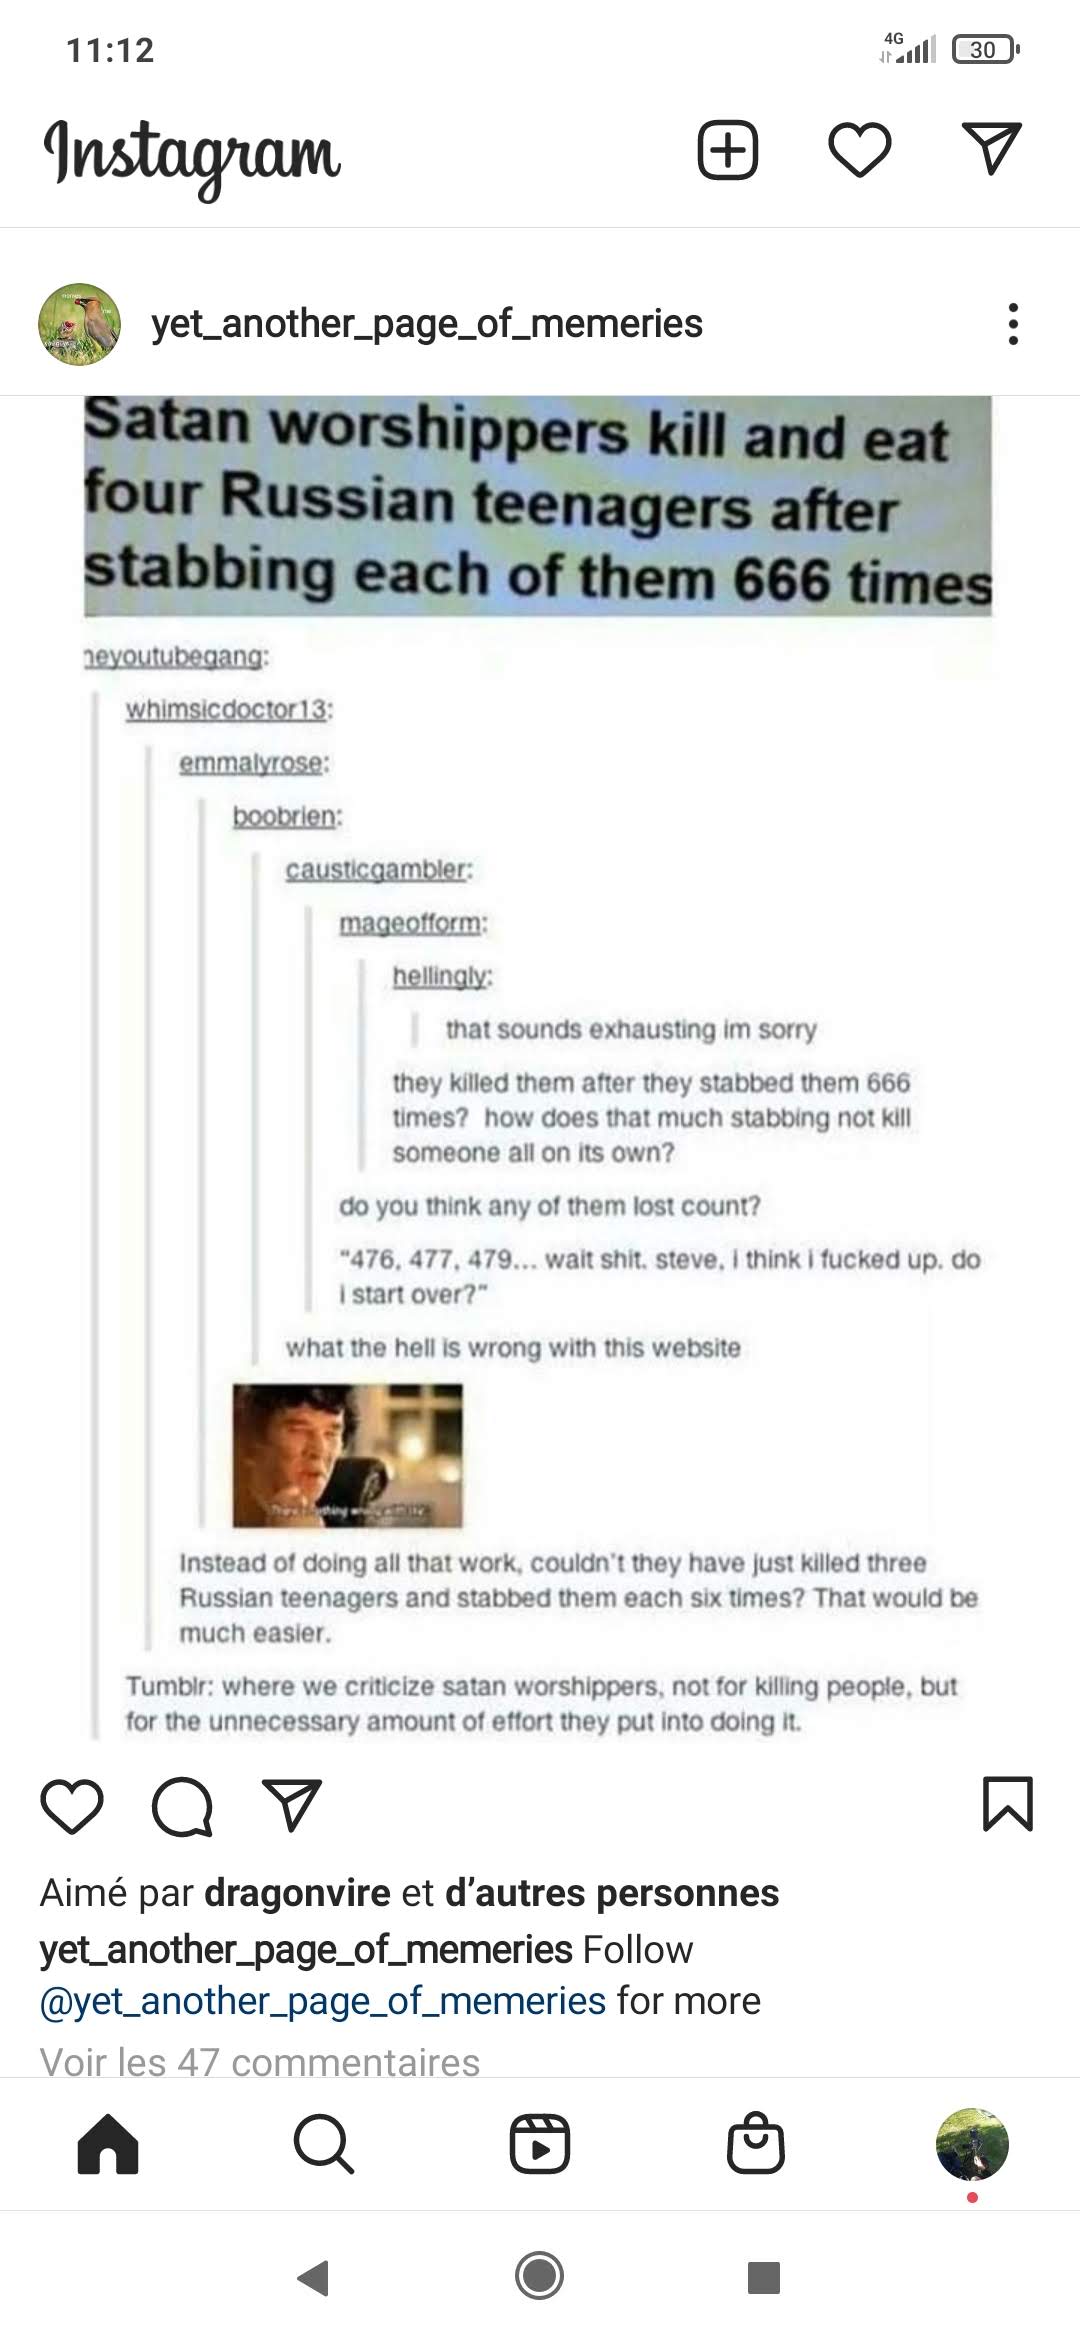 11:12
4G
30
Instagram
yet_another_page_of_memeries
Satan worshippers kill and eat
four Russian teenagers after
stabbing each of them 666 times
heyoutubegang:
whimsicdoctor13:
emmalyrose:
boobrien:
causticgambler:
mageofform:
hellingly:
that sounds exhausting im sorry
they killed them after they stabbed them 666
times? how does that much stabbing not kill
someone all on its own?
do you think any of them lost count?
"476, 477, 479... wait shit. steve, i think i fucked up. do
i start over?"
what the hell is wrong with this website
Instead of doing all that work, couldn't they have just killed three
Russian teenagers and stabbed them each six times? That would be
much easier.
Tumblr: where we criticize satan worshippers, not for killing people, but
for the unnecessary amount of effort they put into doing it.
Aimé par dragonvire et d'autres personnes
yet_another_page_of_memeries Follow
@yet_another_page_of_memeries for more
Voir les 47 commentaires